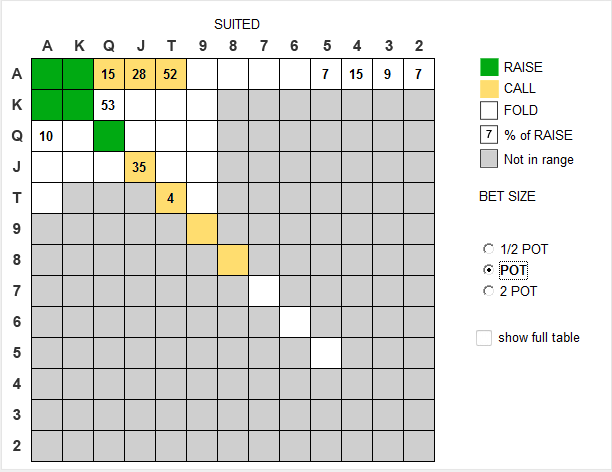 SUITED
A K Q J T 9 8 7 6 5 4 3 2
A 15 28 52 7 15 9 7
K 53
Q 10
J 35
T 4
9
8
7
6
5
4
3
2
RAISE
CALL
FOLD
7 % of RAISE
Not in range
BET SIZE
1/2 POT
POT
2 POT
show full table